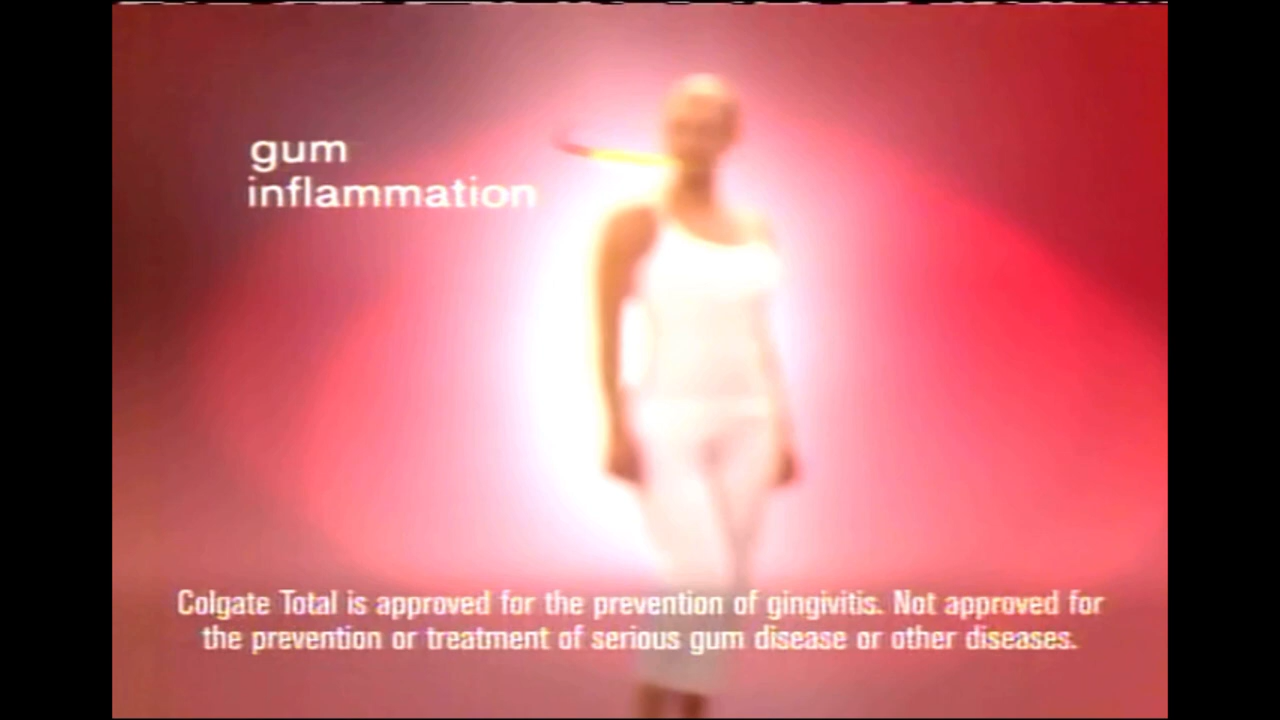 gum
inflammation
Colgate Total is approved for the prevention of gingivitis. Not approved for
the prevention or treatment of serious gum disease or other diseases.